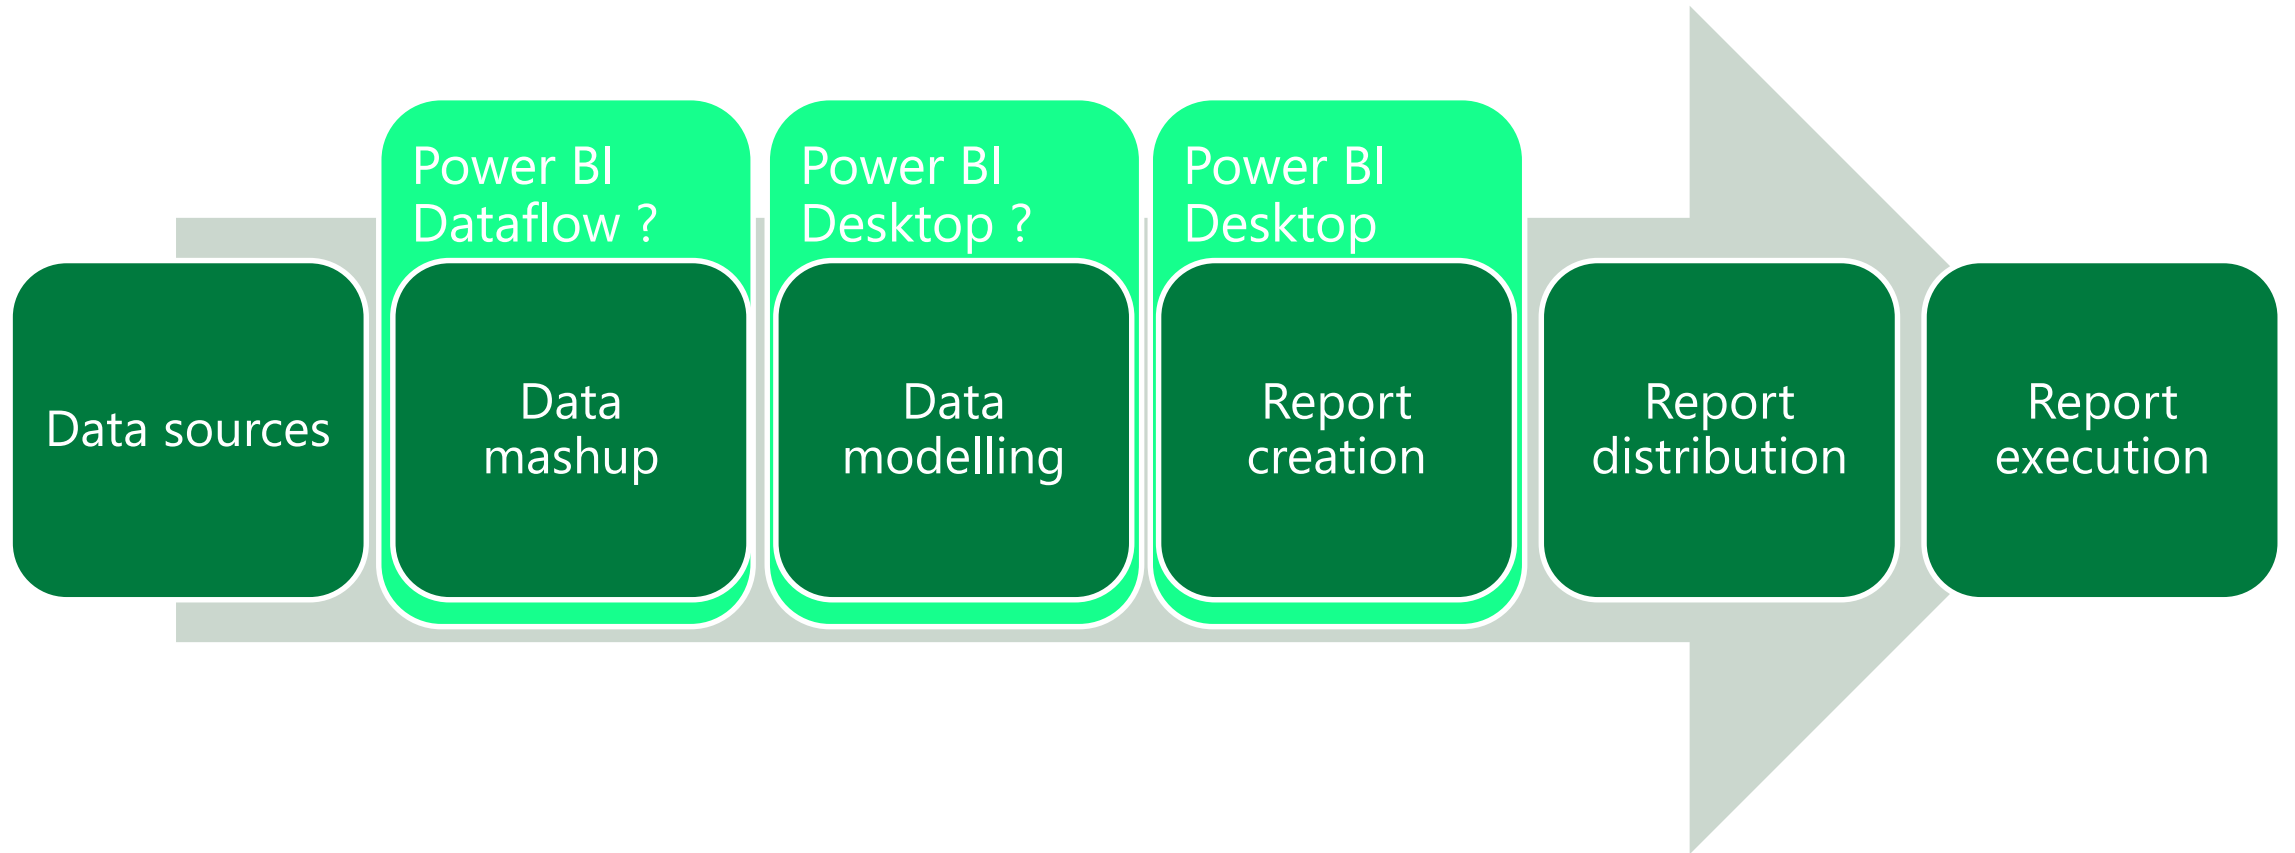 Power BI
Dataflow ?
Power BI
Desktop ?
Power BI
Desktop
Data sources
Data
mashup
Data
modelling
Report
creation
Report
distribution
Report
execution